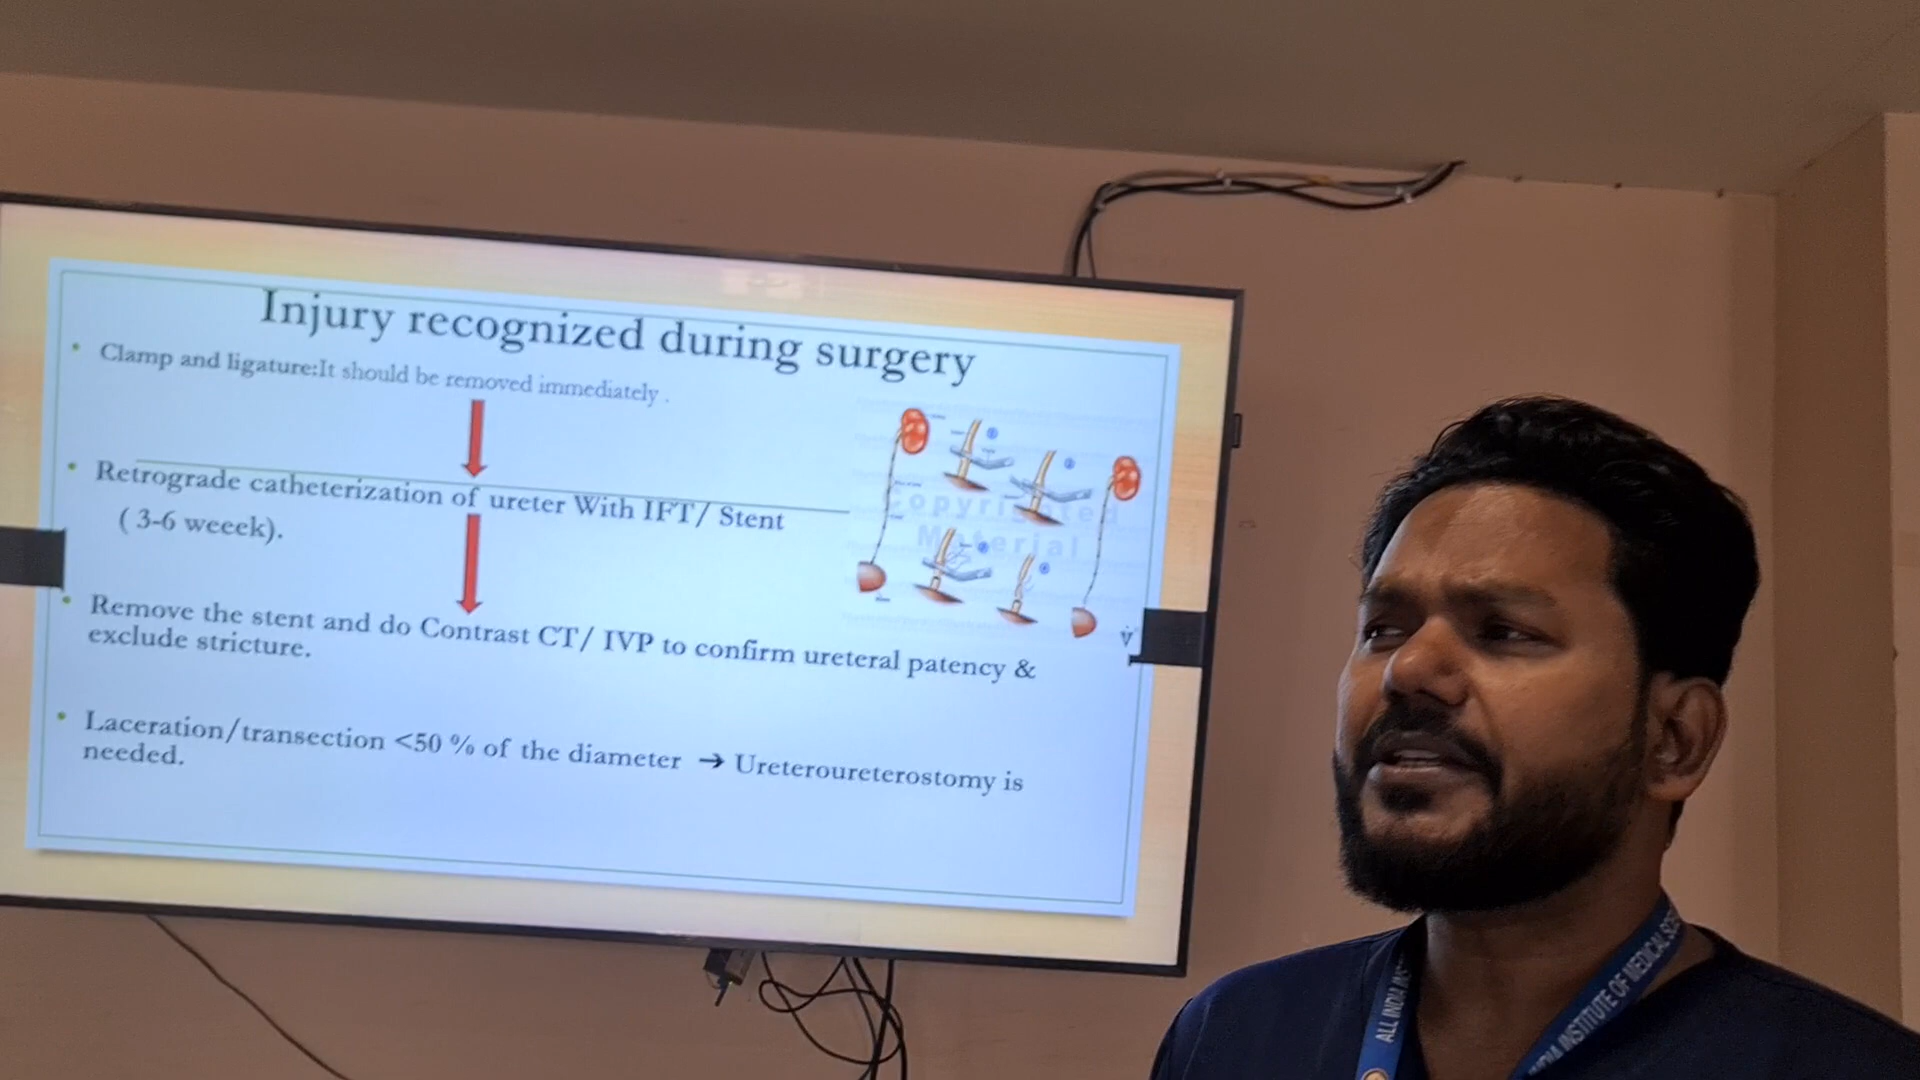 Injury recognized during surgery
• Clamp and ligature:It should be removed immediately .
• Retrograde catheterization of ureter With IFT/ Stent
( 3-6 weeek).
• Remove the stent and do Contrast CT/ IVP to confirm ureteral patency &
exclude stricture.
• Laceration/transection <50 % of the diameter → Ureteroureterostomy is
needed.
Copyrighted
Material
ALL INDIA INS
INDIA INSTITUTE OF MEDICAL